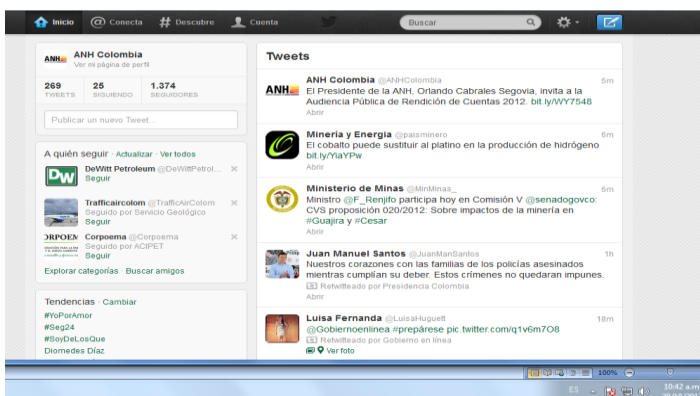 Inicio @ Conecta # Descubre Cuenta Buscar
ANH ANH Colombia
Ver mi página de perfil
269 25 1.374
TWEETS SIGUIENDO SEGUIDORES
Publicar un nuevo Tweet...
A quién seguir · Actualizar · Ver todos
DW DeWitt Petroleum @DeWittPetrol... ×
Seguir
Trafficaircolom @TrafficAirColom ×
Seguido por Servicio Geológico
Seguir
ORPOEM Corpoema @Corpoema ×
Seguido por ACIPET
Seguir
Explorar categorías · Buscar amigos
Tendencias · Cambiar
#YoPorAmor
#Seg24
#SoyDeLosQue
Diomedes Díaz
Tweets
ANH ANH Colombia @ANHColombia 5m
El Presidente de la ANH, Orlando Cabrales Segovia, invita a la
Audiencia Pública de Rendición de Cuentas 2012. bit.ly/WY7548
Abrir
Minería y Energia @paisminero 6m
El cobalto puede sustituir al platino en la producción de hidrógeno
bit.ly/YiaYPw
Abrir
Ministerio de Minas @MinMinas_ 6m
Ministro @F_Renjifo participa hoy en Comisión V @senadogovco:
CVS proposición 020/2012: Sobre impactos de la minería en
#Guajira y #Cesar
Abrir
Juan Manuel Santos @JuanManSantos 1h
Nuestros corazones con las familias de los policías asesinados
mientras cumplían su deber. Estos crímenes no quedaran impunes.
Retwitteado por Presidencia Colombia
Abrir
Luisa Fernanda @LuisaHuguett 18m
@Gobiernoenlinea #prepárese pic.twitter.com/q1v6m7O8
Retwitteado por Gobierno en línea
Ver foto
100%
ES 10:42 a.m.